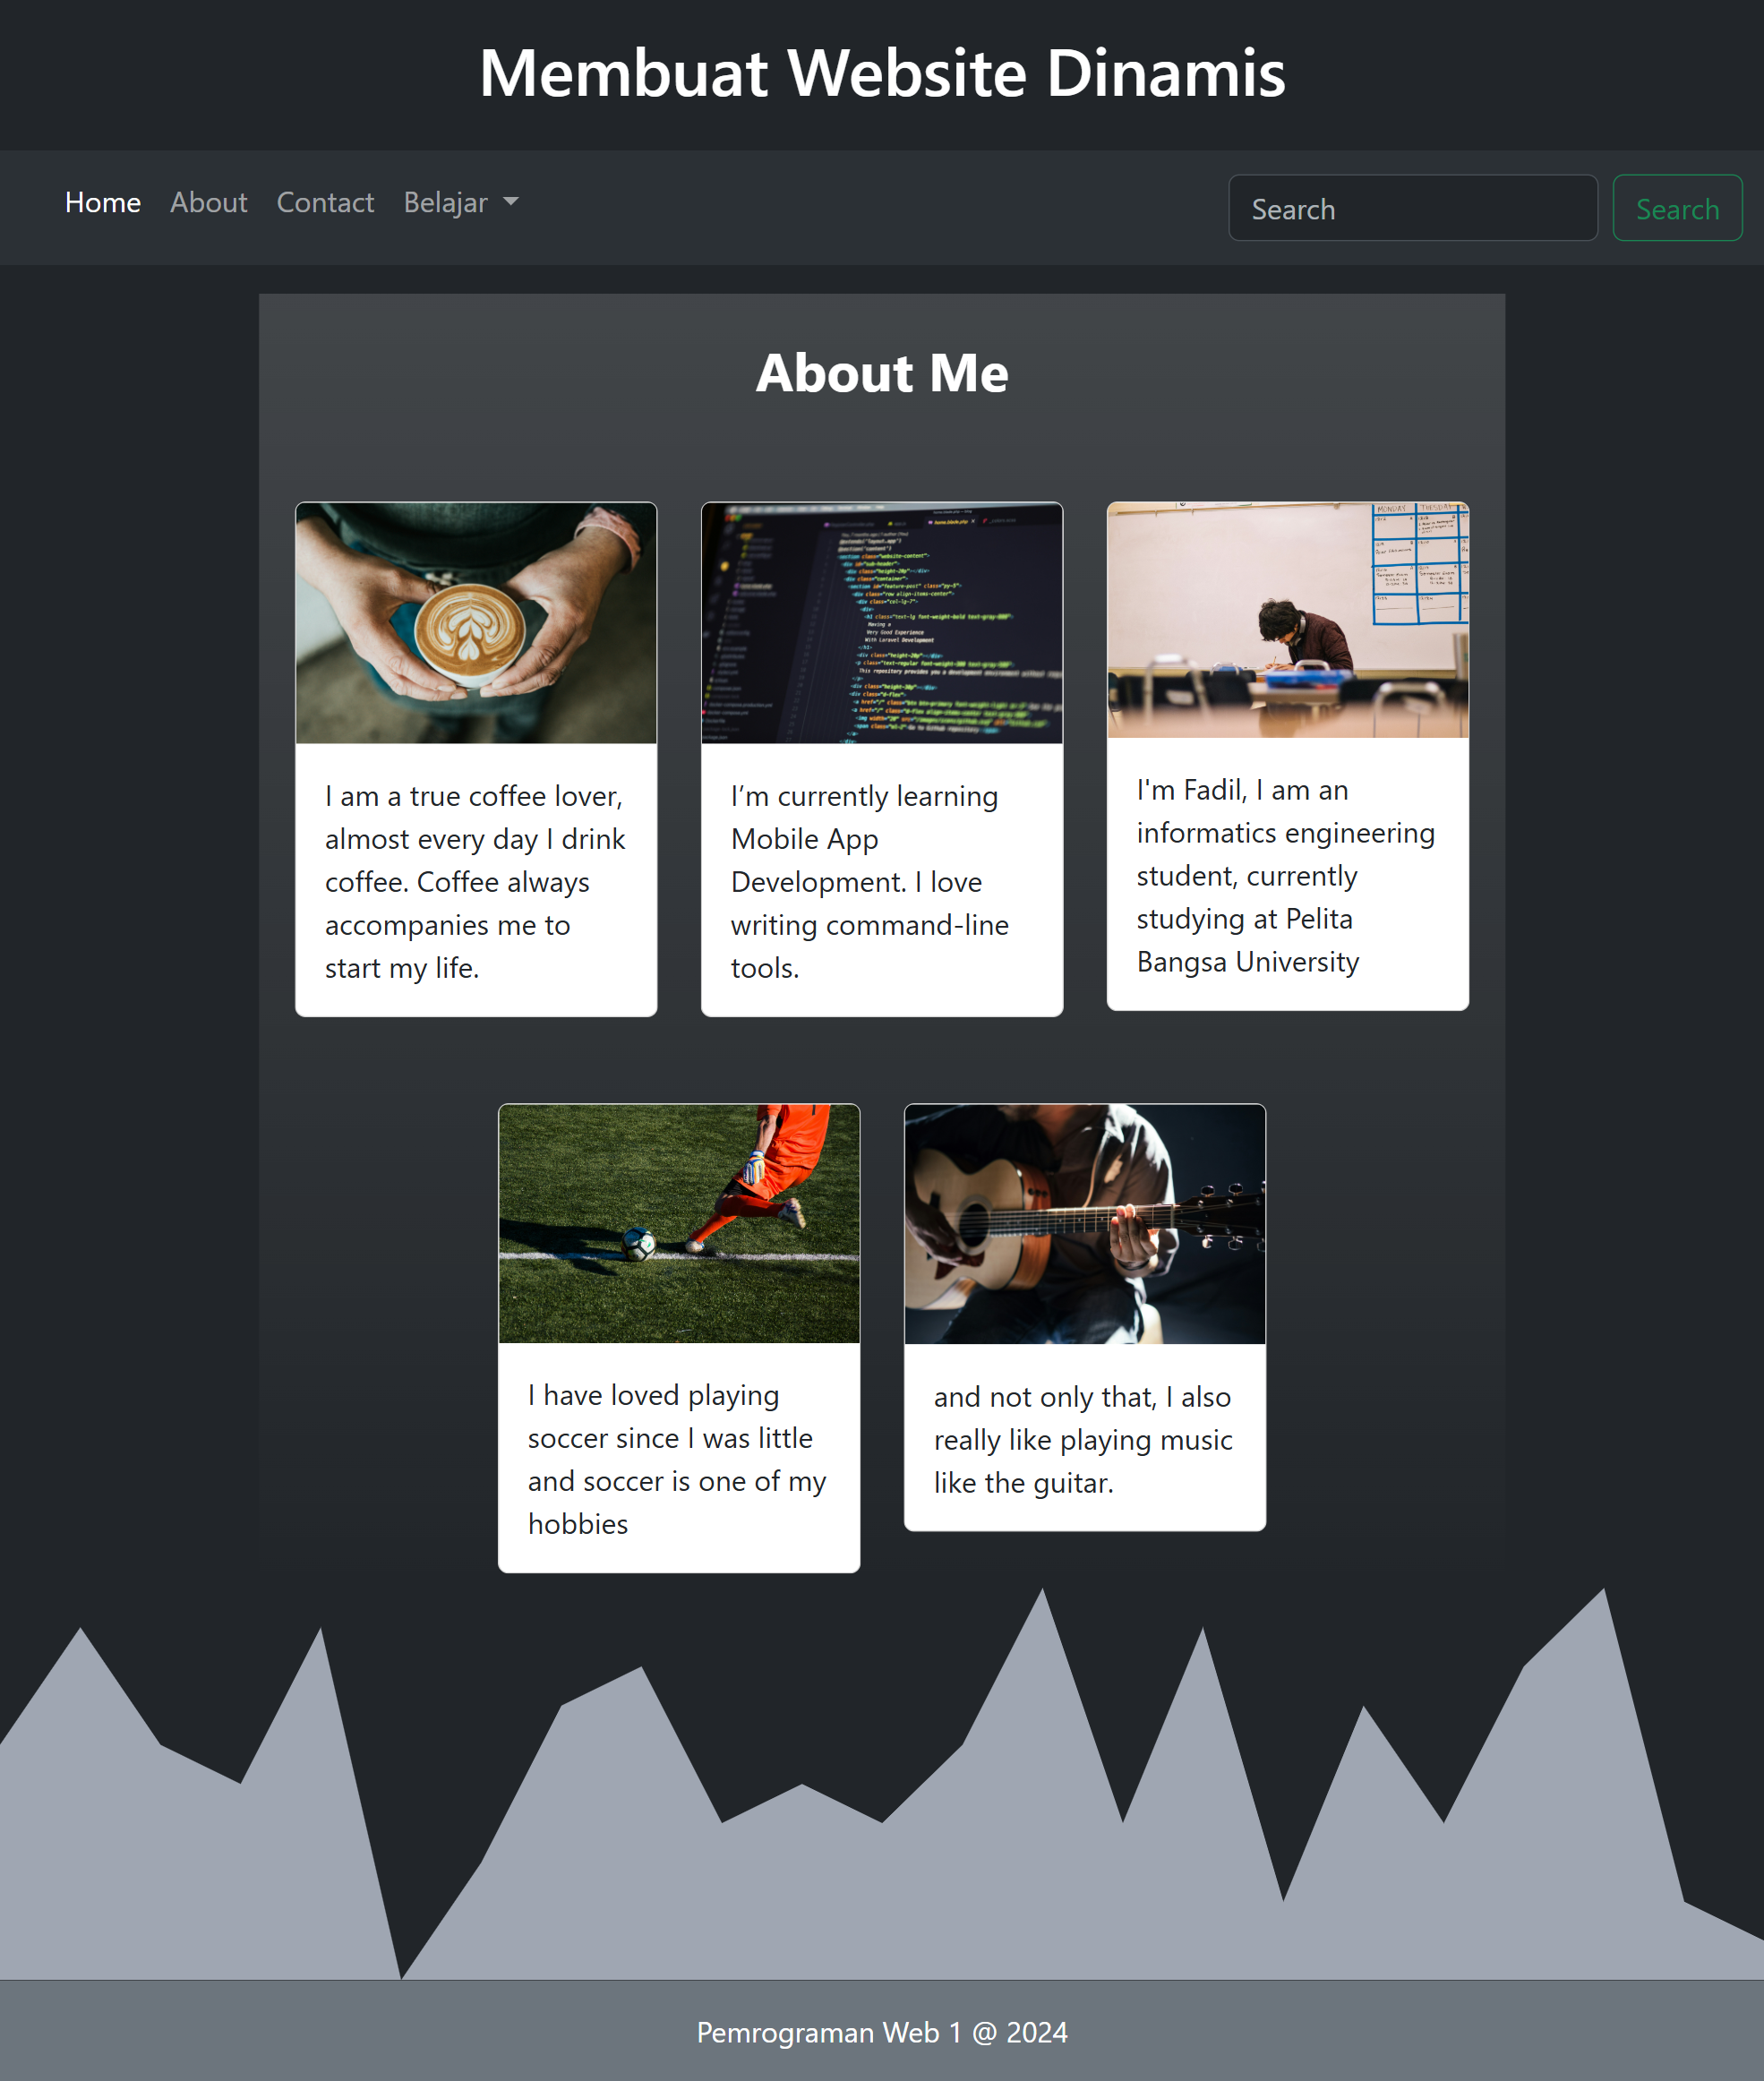 Membuat Website Dinamis
Home About Contact Belajar
Search Search
About Me
I am a true coffee lover,
almost every day I drink
coffee. Coffee always
accompanies me to
start my life.
I’m currently learning
Mobile App
Development. I love
writing command-line
tools.
MONDAY TUESDAY
I'm Fadil, I am an
informatics engineering
student, currently
studying at Pelita
Bangsa University
I have loved playing
soccer since I was little
and soccer is one of my
hobbies
and not only that, I also
really like playing music
like the guitar.
Pemrograman Web 1 @ 2024